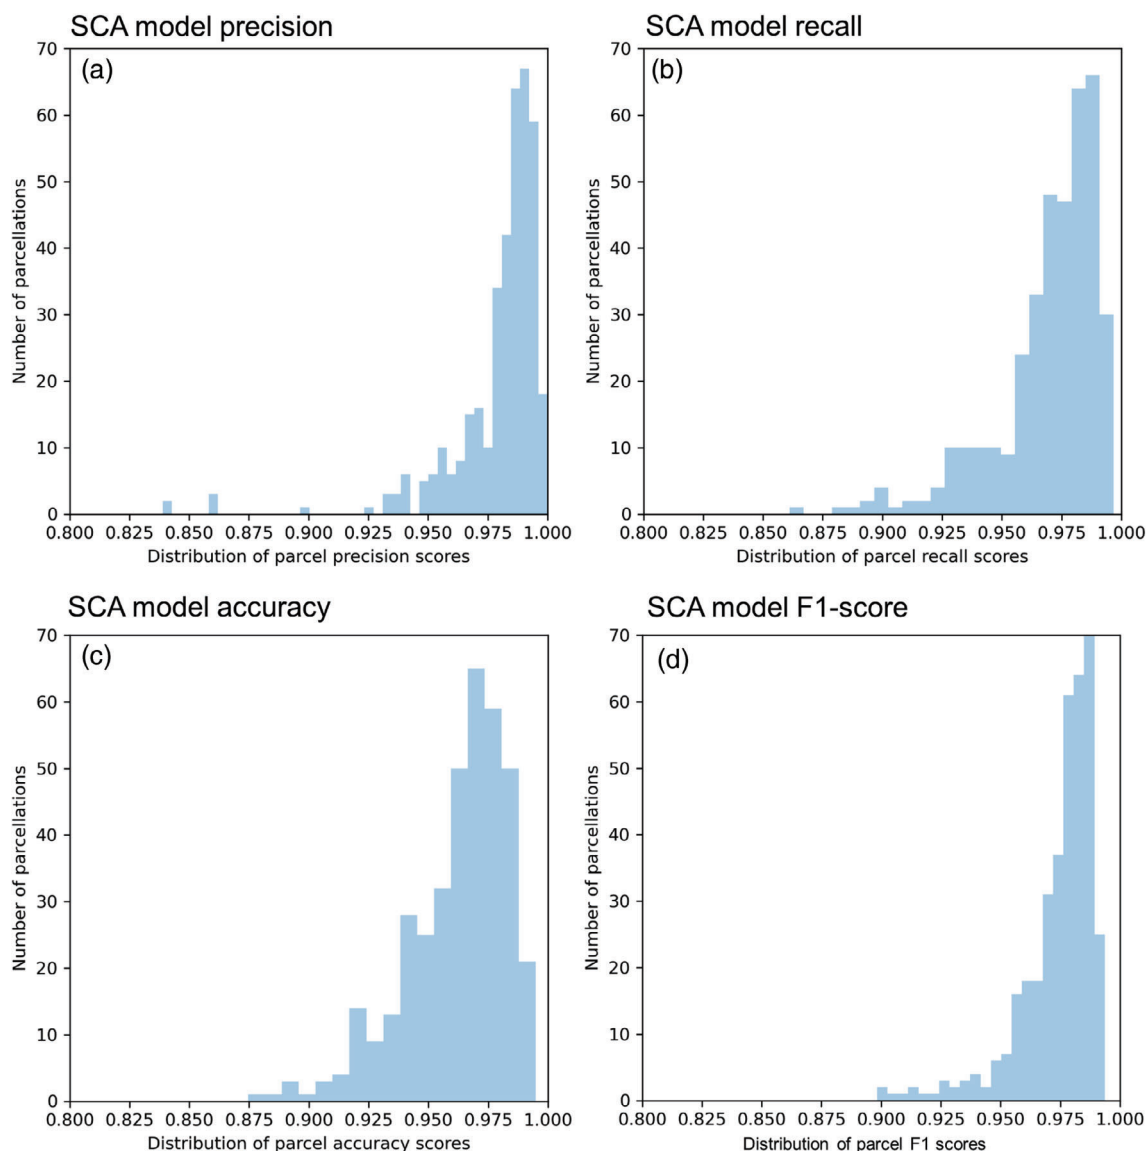 SCA model precision
(a)
70
60
50
40
30
20
10
0
Number of parcellations
0.800 0.825 0.850 0.875 0.900 0.925 0.950 0.975 1.000
Distribution of parcel precision scores
SCA model recall
(b)
70
60
50
40
30
20
10
0
Number of parcellations
0.800 0.825 0.850 0.875 0.900 0.925 0.950 0.975 1.000
Distribution of parcel recall scores
SCA model accuracy
(c)
70
60
50
40
30
20
10
0
Number of parcellations
0.800 0.825 0.850 0.875 0.900 0.925 0.950 0.975 1.000
Distribution of parcel accuracy scores
SCA model F1-score
(d)
70
60
50
40
30
20
10
0
Number of parcellations
0.800 0.825 0.850 0.875 0.900 0.925 0.950 0.975 1.000
Distribution of parcel F1 scores